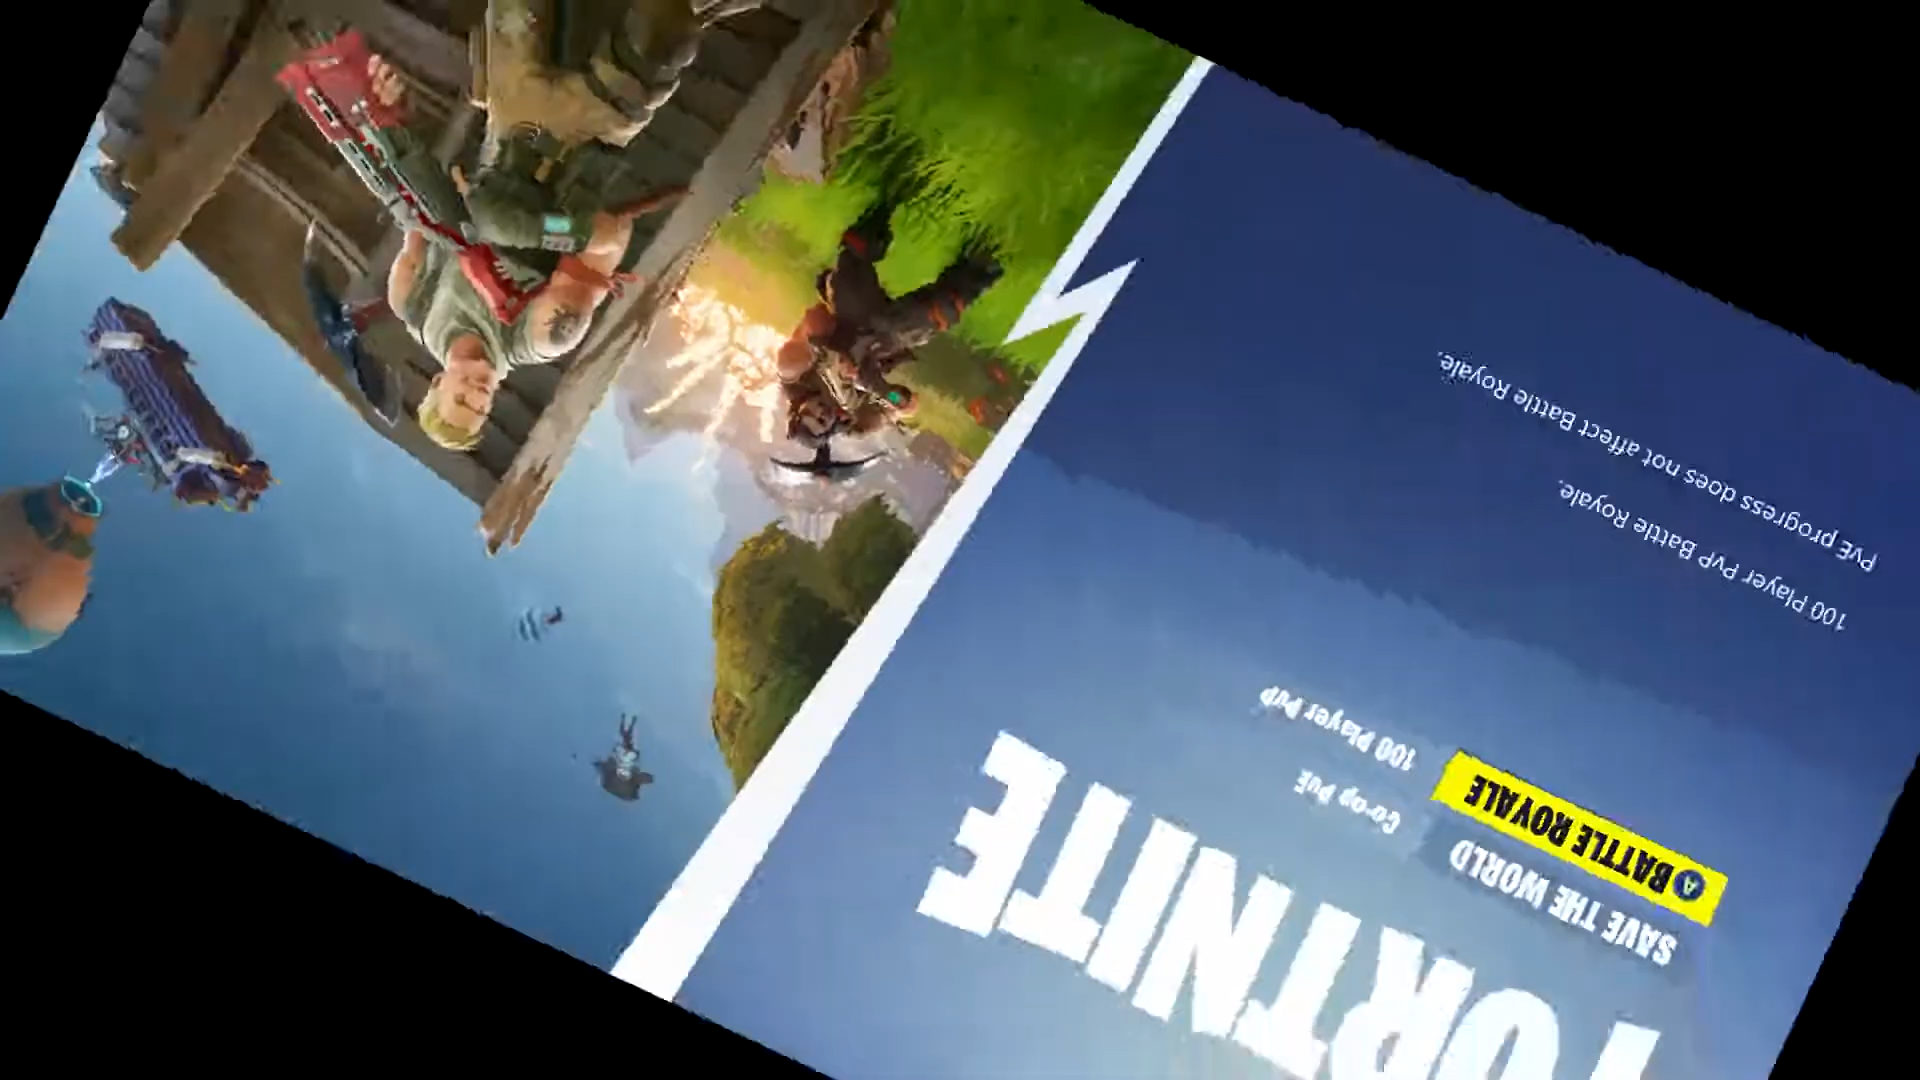 FORTNITE
SAVE THE WORLD
Co-op PvE
A BATTLE ROYALE
100 Player PvP
100 Player PvP Battle Royale.
PvE progress does not affect Battle Royale.